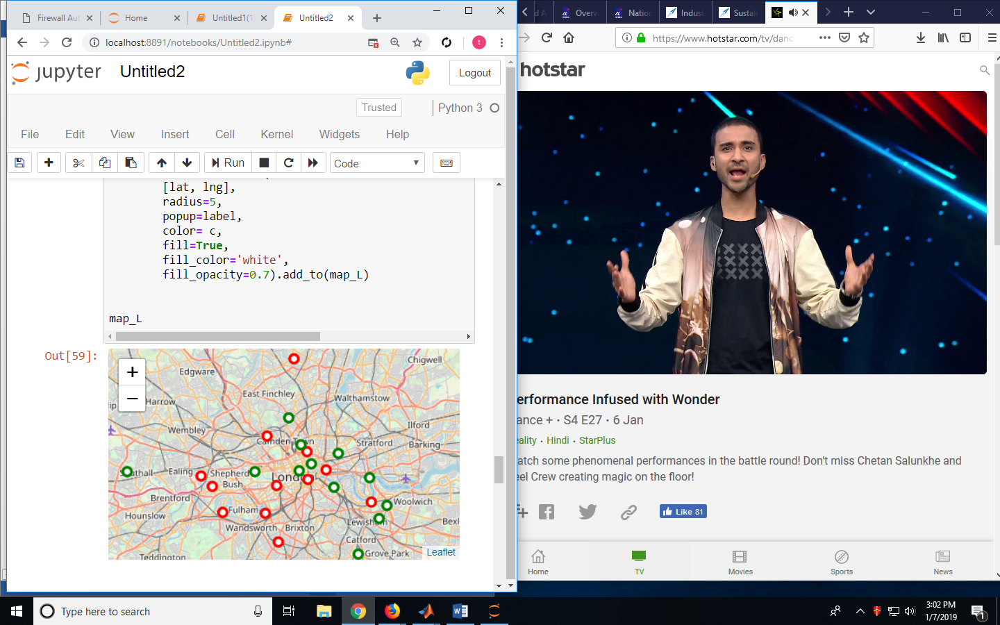 Firewall Aut
Home
Untitled1(1)
Untitled2
localhost:8891/notebooks/Untitled2.ipynb#
t
jupyter
Untitled2
Logout
Trusted
Python 3
File
Edit
View
Insert
Cell
Kernel
Widgets
Help
Run
Code
[lat, lng],
radius=5,
popup=label,
color= c,
fill=True,
fill_color='white',
fill_opacity=0.7).add_to(map_L)
map_L
Out[59]:
+
−
Chigwell
Edgware
East Finchley
Walthamstow
Harrow
Wembley
Ilford
Camden Town
Stratford
Barking
Southall
Ealing
Shepherd's Bush
London
Brentford
Woolwich
Fulham
Hounslow
Lewisham
Bexl
Wandsworth
Brixton
Catford
Teddington
Grove Park
Leaflet
d A
Overv
Nation
Indust
Sustai
https://www.hotstar.com/tv/danc
hotstar
erformance Infused with Wonder
ance + • S4 E27 • 6 Jan
eality • Hindi • StarPlus
atch some phenomenal performances in the battle round! Don't miss Chetan Salunkhe and
eel Crew creating magic on the floor!
Like 81
Home
TV
Movies
Sports
News
Type here to search
3:02 PM
1/7/2019
1